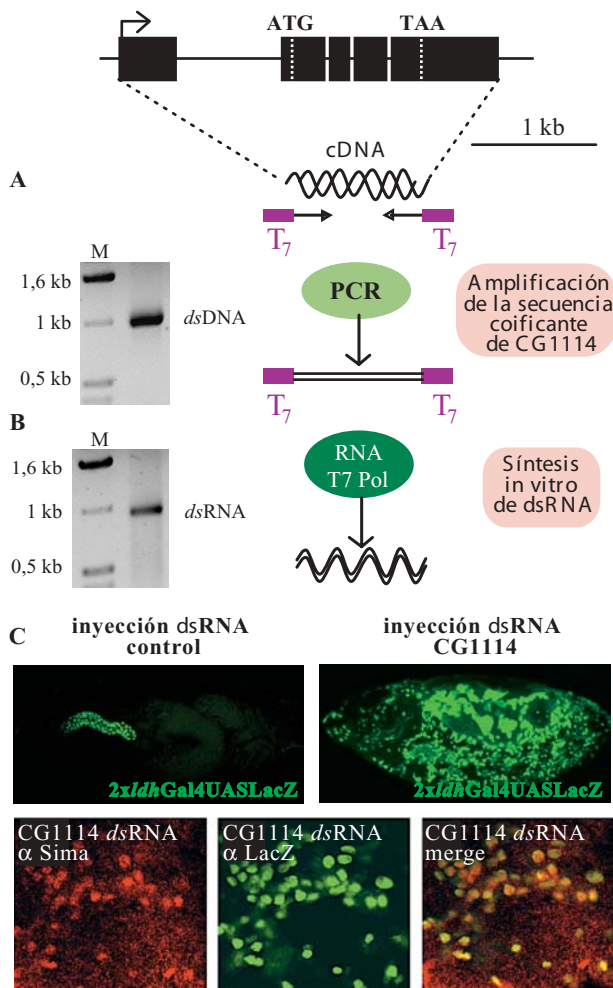 ATG TAA
1 kb
cDNA
A
T7 T7
M
1,6 kb
1 kb
0,5 kb
dsDNA
PCR
Amplificación
de la secuencia
coificante
de CG1114
T7 T7
B
M
1,6 kb
1 kb
0,5 kb
dsRNA
RNA
T7 Pol
Síntesis
in vitro
de dsRNA
C
inyección dsRNA
control
inyección dsRNA
CG1114
2xldhGal4UASLacZ
2xldhGal4UASLacZ
CG1114 dsRNA
α Sima
CG1114 dsRNA
α LacZ
CG1114 dsRNA
merge